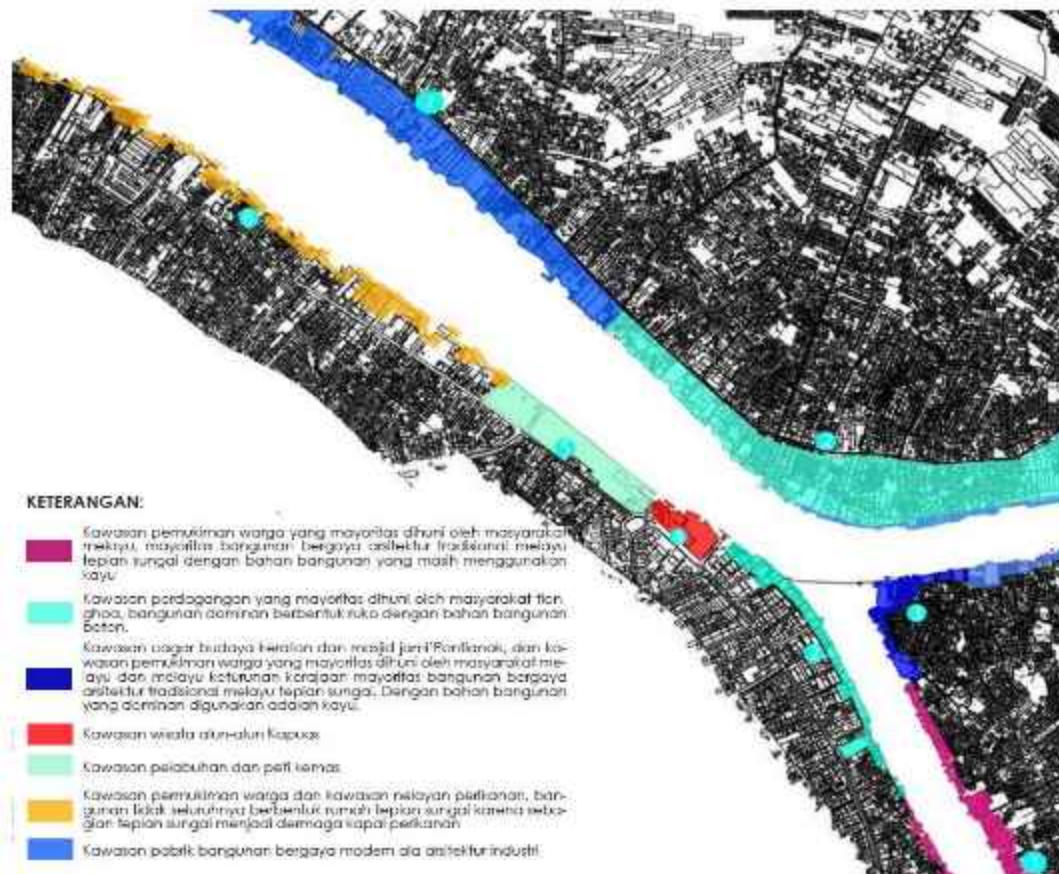 KETERANGAN:
Kawasan pemukiman warga yang mayoritas dihuni oleh masyarakat
melayu, mayoritas bangunan bergaya arsitektur tradisional melayu
tepian sungai dengan bahan bangunan yang masih menggunakan
kayu
Kawasan perdagangan yang mayoritas dihuni oleh masyarakat tion
ghoa, bangunan dominan berbentuk ruko dengan bahan bangunan
beton.
Kawasan cagar budaya keraton dan masjid jami' Pontianak, dan ka-
wasan pemukiman warga yang mayoritas dihuni oleh masyarakat me-
layu dan melayu keturunan kerajaan mayoritas bangunan bergaya
arsitektur tradisional melayu tepian sungai. Dengan bahan bangunan
yang dominan digunakan adalah kayu.
Kawasan wisata alun-alun Kapuas
Kawasan pelabuhan dan peti kemas
Kawasan permukiman warga dan kawasan nelayan perikanan, ban-
gunan tidak seluruhnya berbentuk rumah tepian sungai karena seba-
gian tepian sungai menjadi dermaga kapal perikanan
Kawasan pabrik bangunan bergaya modern ala arsitektur industri